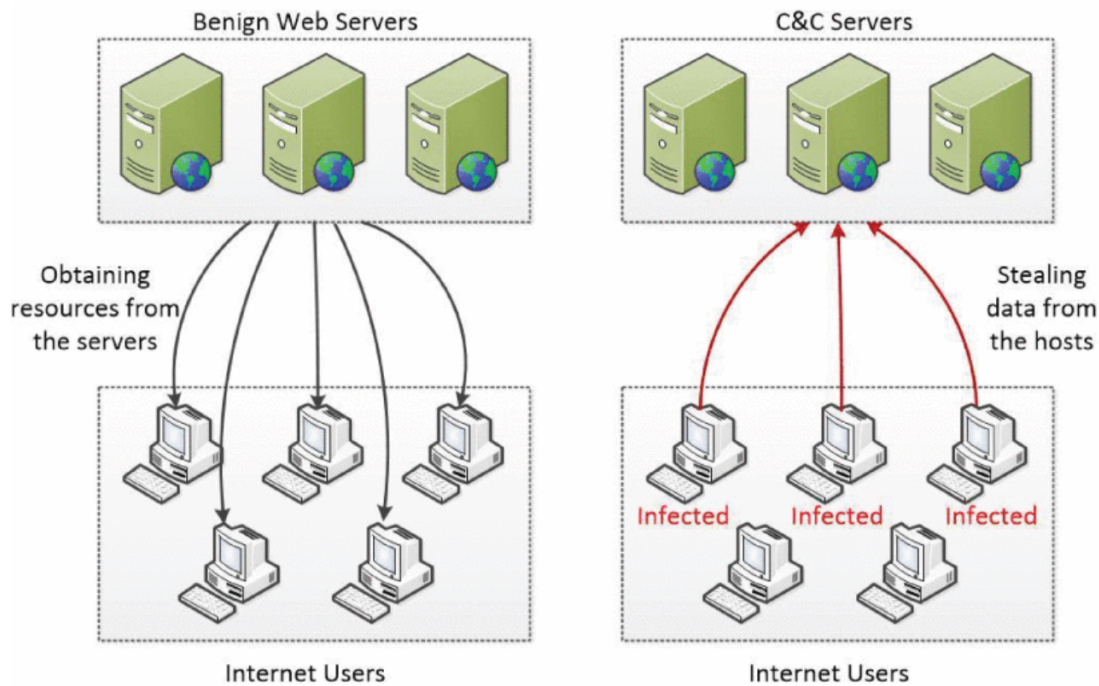 Benign Web Servers
C&C Servers
Obtaining
resources from
the servers
Stealing
data from
the hosts
Infected
Infected
Infected
Internet Users
Internet Users